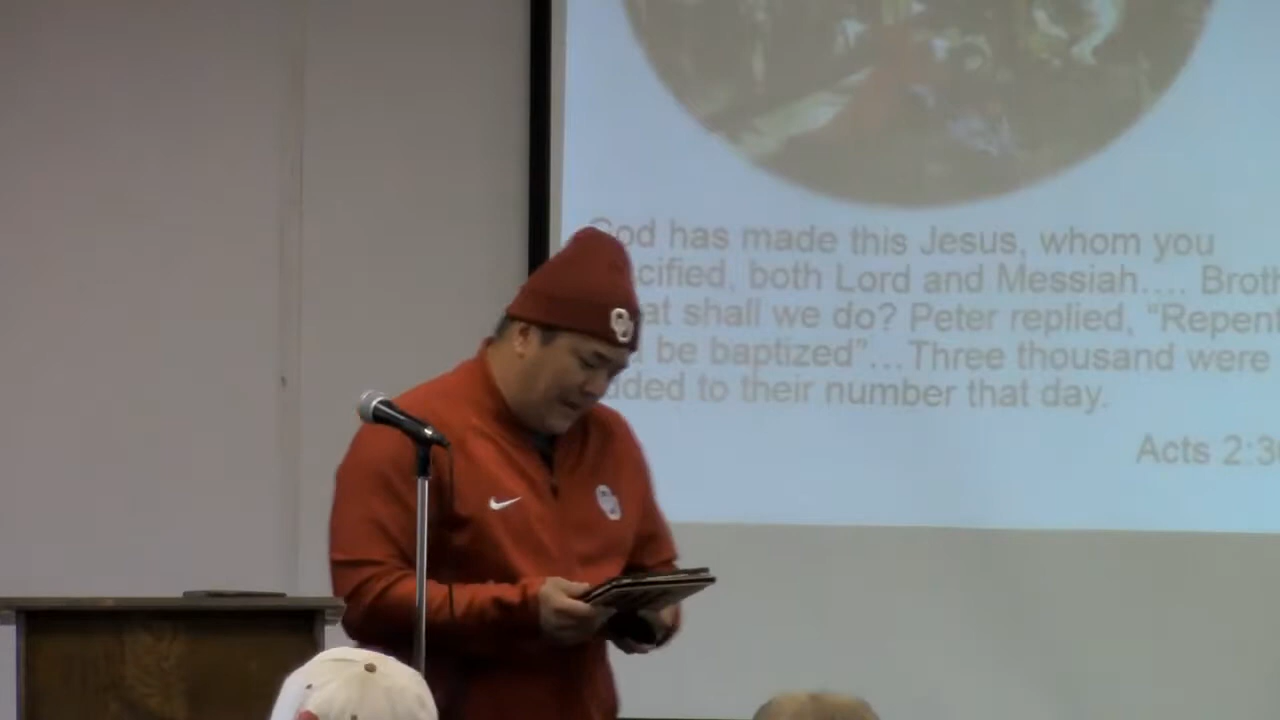 God has made this Jesus, whom you
cified, both Lord and Messiah.... Broth
at shall we do? Peter replied, "Repent
be baptized"...Three thousand were
dded to their number that day.
Acts 2:3
OU